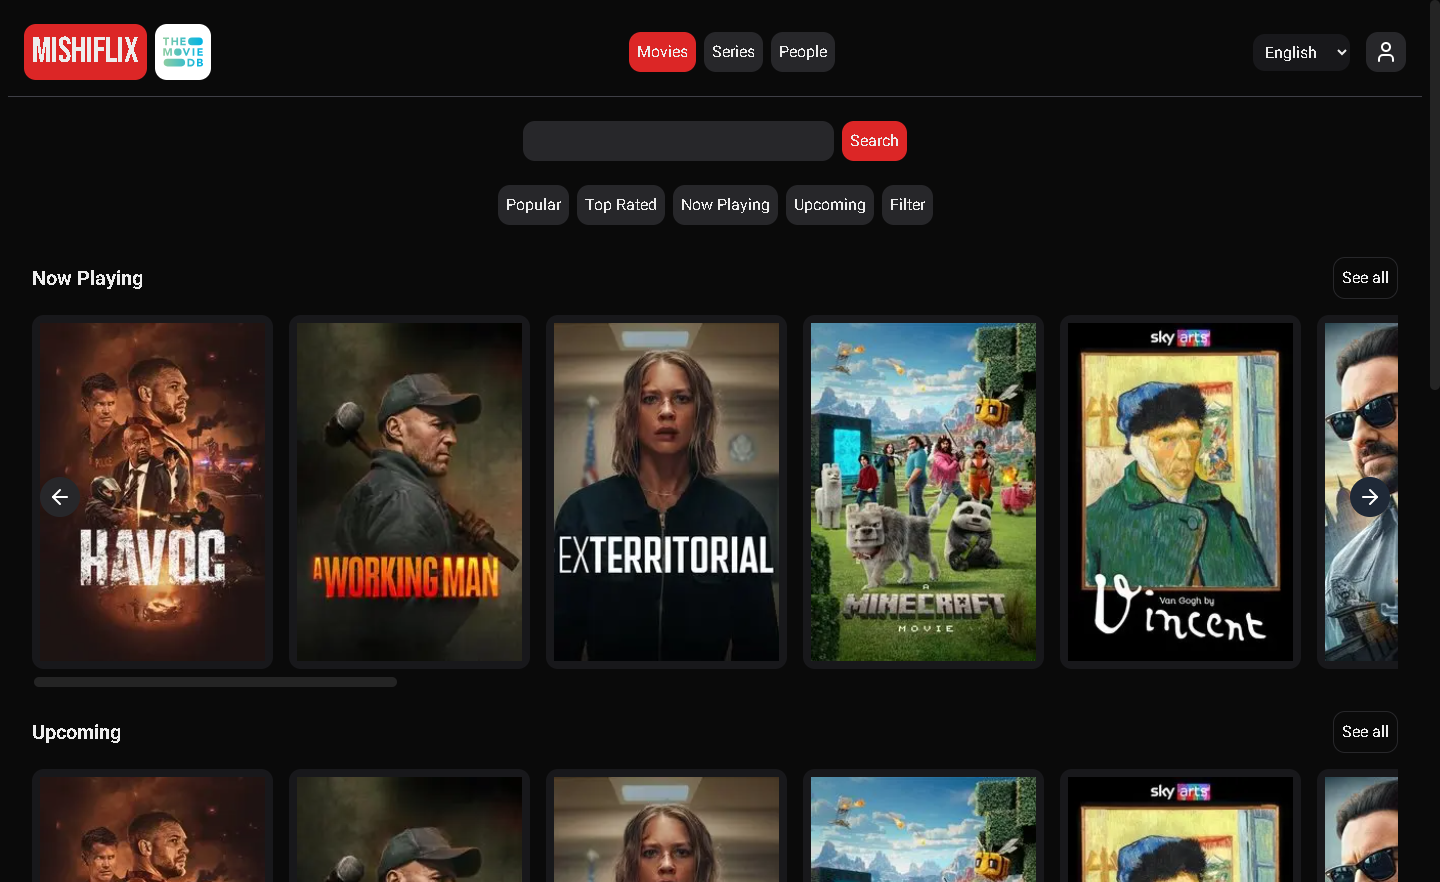 MISHIFLIX
THE
MOVIE
DB
Movies
Series
People
English
Search
Popular
Top Rated
Now Playing
Upcoming
Filter
Now Playing
See all
HAVOC
A WORKING MAN
EXTERRITORIAL
A
MINECRAFT
MOVIE
sky arts
Van Gogh by
Vincent
Upcoming
See all
sky arts